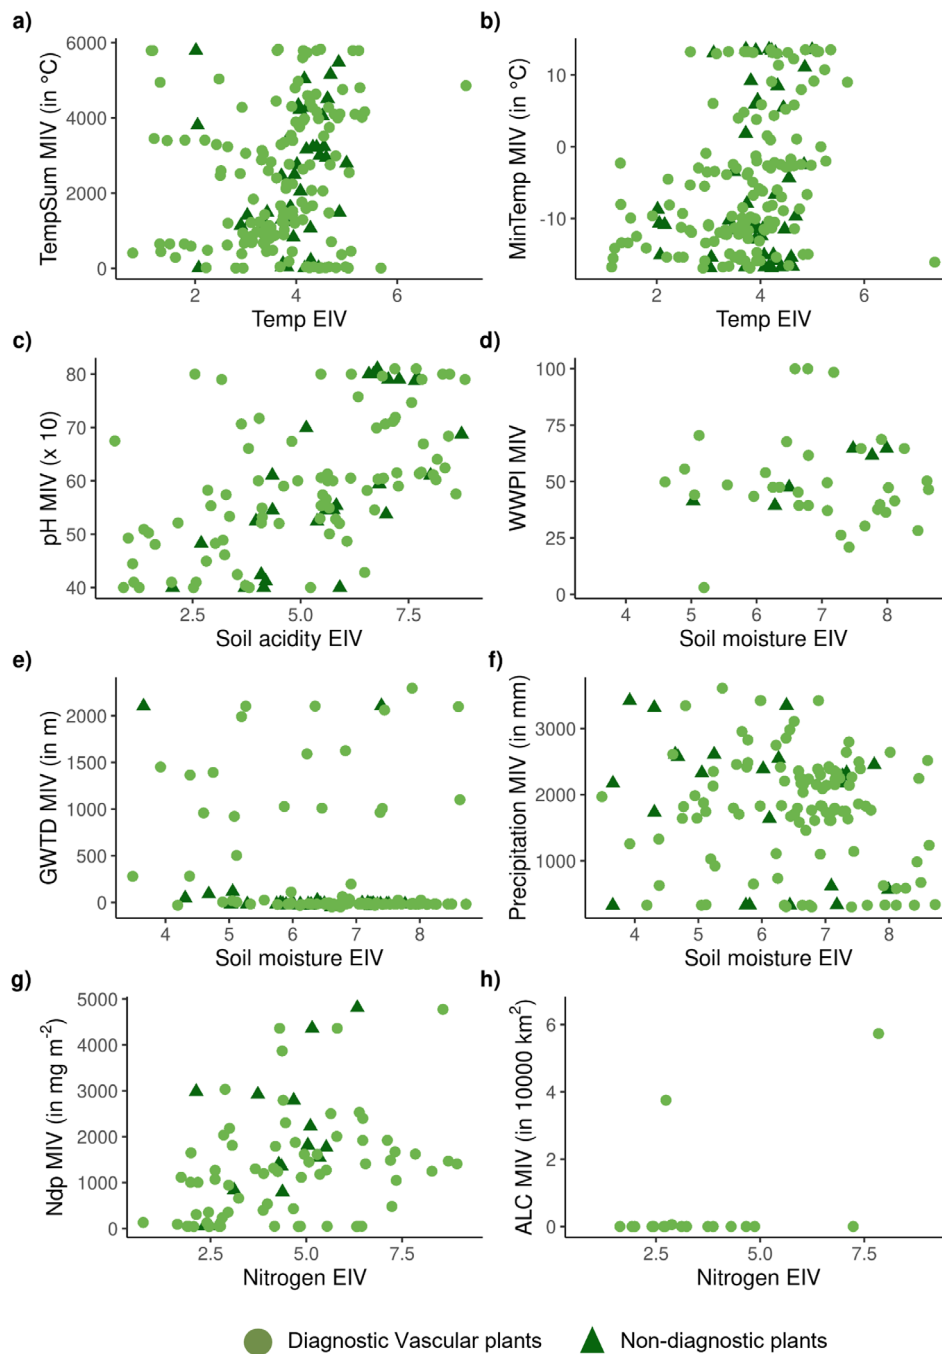 a)
TempSum MIV (in °C)
6000
4000
2000
0
2
4
6
Temp EIV
b)
MinTemp MIV (in °C)
10
0
-10
2
4
6
Temp EIV
c)
pH MIV (x 10)
80
70
60
50
40
2.5
5.0
7.5
Soil acidity EIV
d)
WWPI MIV
100
75
50
25
0
4
5
6
7
8
Soil moisture EIV
e)
GWTD MIV (in m)
2000
1500
1000
500
0
4
5
6
7
8
Soil moisture EIV
f)
Precipitation MIV (in mm)
3000
2000
1000
4
5
6
7
8
Soil moisture EIV
g)
Ndp MIV (in mg m⁻²)
5000
4000
3000
2000
1000
0
2.5
5.0
7.5
Nitrogen EIV
h)
ALC MIV (in 10000 km²)
6
4
2
0
2.5
5.0
7.5
Nitrogen EIV
Diagnostic Vascular plants
Non-diagnostic plants